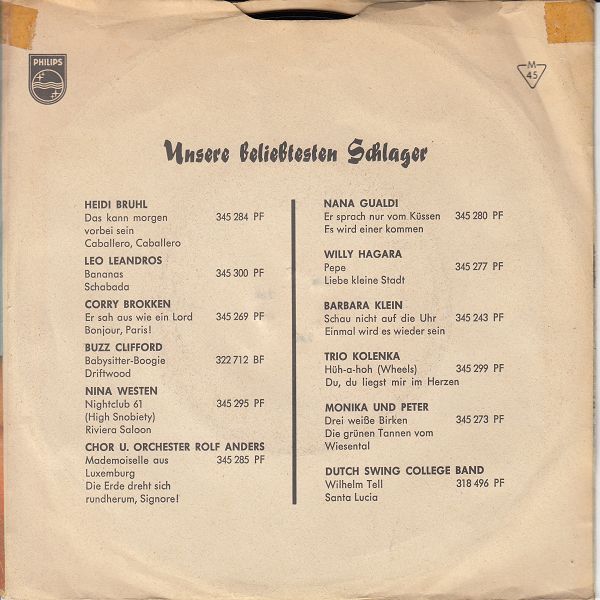 PHILIPS
M
45
Unsere beliebtesten Schlager
HEIDI BRUHL
Das kann morgen 345 284 PF
vorbei sein
Caballero, Caballero
LEO LEANDROS
Bananas 345 300 PF
Schabada
CORRY BROKKEN
Er sah aus wie ein Lord 345 269 PF
Bonjour, Paris!
BUZZ CLIFFORD
Babysitter-Boogie 322 712 BF
Driftwood
NINA WESTEN
Nightclub 61 345 295 PF
(High Snobiety)
Riviera Saloon
CHOR U. ORCHESTER ROLF ANDERS
Mademoiselle aus 345 285 PF
Luxemburg
Die Erde dreht sich
rundherum, Signore!
NANA GUALDI
Er sprach nur vom Küssen 345 280 PF
Es wird einer kommen
WILLY HAGARA
Pepe 345 277 PF
Liebe kleine Stadt
BARBARA KLEIN
Schau nicht auf die Uhr 345 243 PF
Einmal wird es wieder sein
TRIO KOLENKA
Hüh-a-hoh (Wheels) 345 299 PF
Du, du liegst mir im Herzen
MONIKA UND PETER
Drei weiße Birken 345 273 PF
Die grünen Tannen vom
Wiesental
DUTCH SWING COLLEGE BAND
Wilhelm Tell 318 496 PF
Santa Lucia